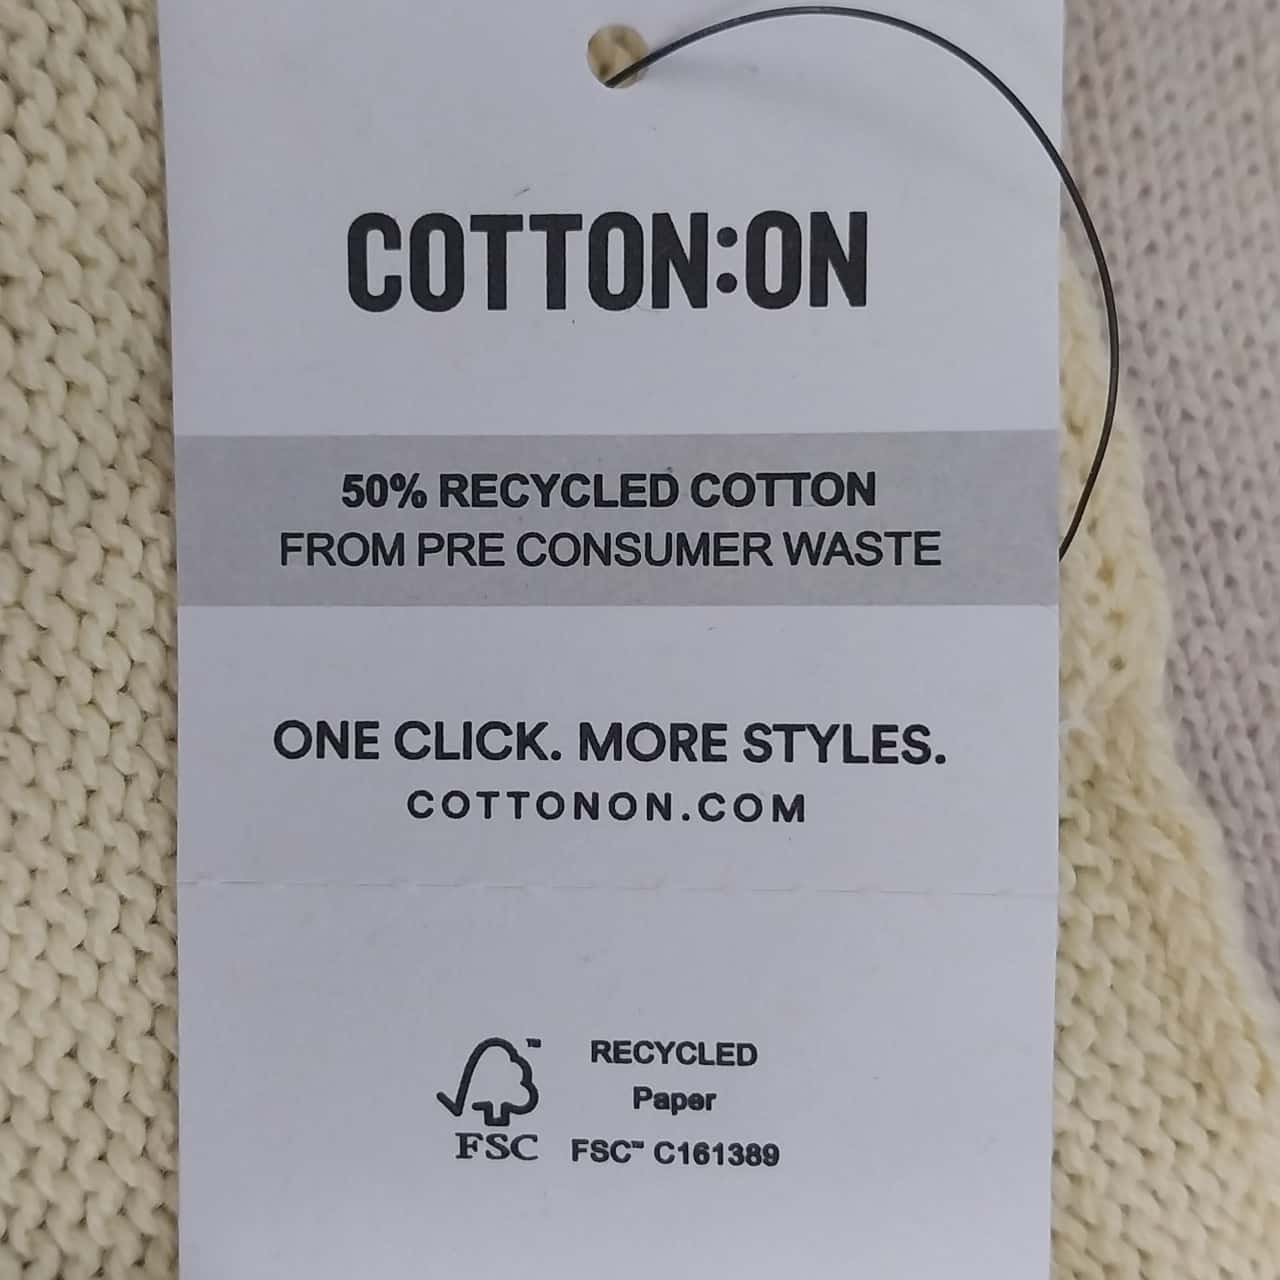 COTTON:ON
50% RECYCLED COTTON
FROM PRE CONSUMER WASTE
ONE CLICK. MORE STYLES.
COTTONON.COM
RECYCLED
Paper
FSC™ C161389
™
FSC